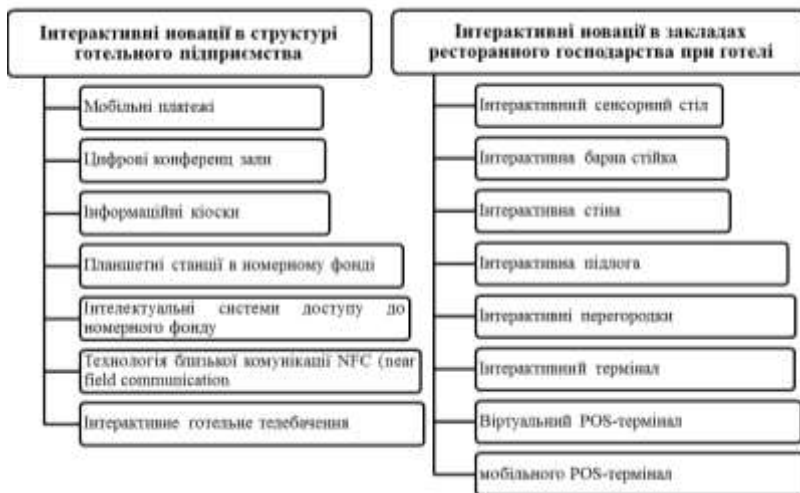 Інтерактивні новації в структурі
готельного підприємства
Мобільні платежі
Цифрові конференц зали
Інформаційні кіоски
Планшетні станції в номерному фонді
Інтелектуальні системи доступу до
номерного фонду
Технологія близької комунікації NFC (near
field communication
Інтерактивне готельне телебачення
Інтерактивні новації в закладах
ресторанного господарства при готелі
Інтерактивний сенсорний стіл
Інтерактивна барна стійка
Інтерактивна стіна
Інтерактивна підлога
Інтерактивні перегородки
Інтерактивний термінал
Віртуальний POS-термінал
мобільного POS-термінал